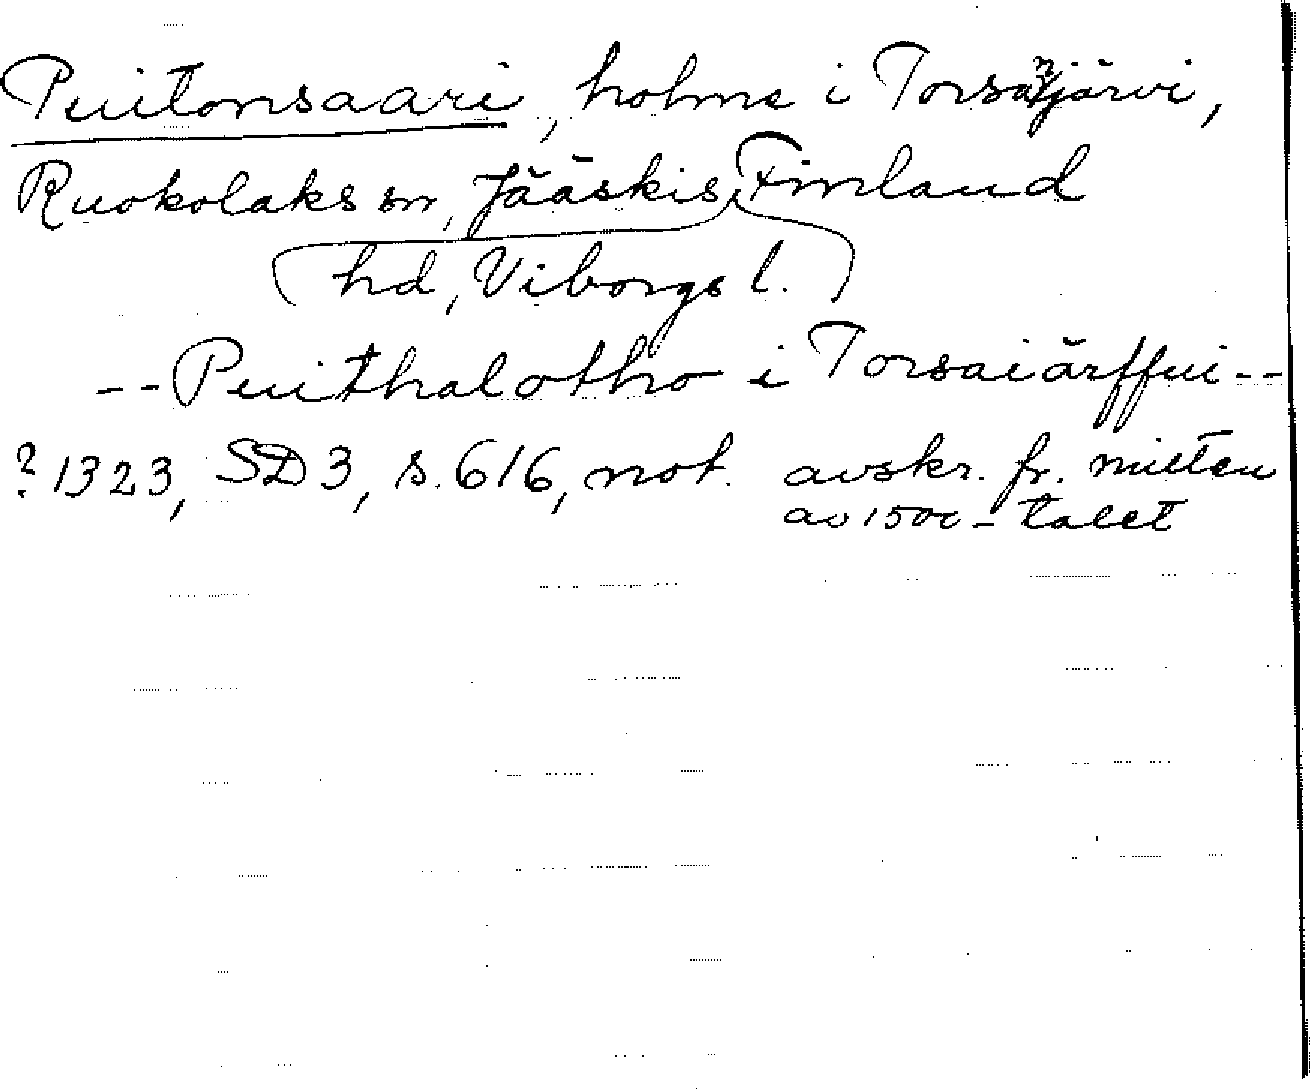 Puitonsaari, holme i Torsanjärvi,
Ruokolaks sn, Jääskis Finland
hd, Viborgs l.
-- Puithalotho i Torsaiärffui --
? 1323, SD 3, s. 616, not. avskr. fr. mitten
av 1500-talet